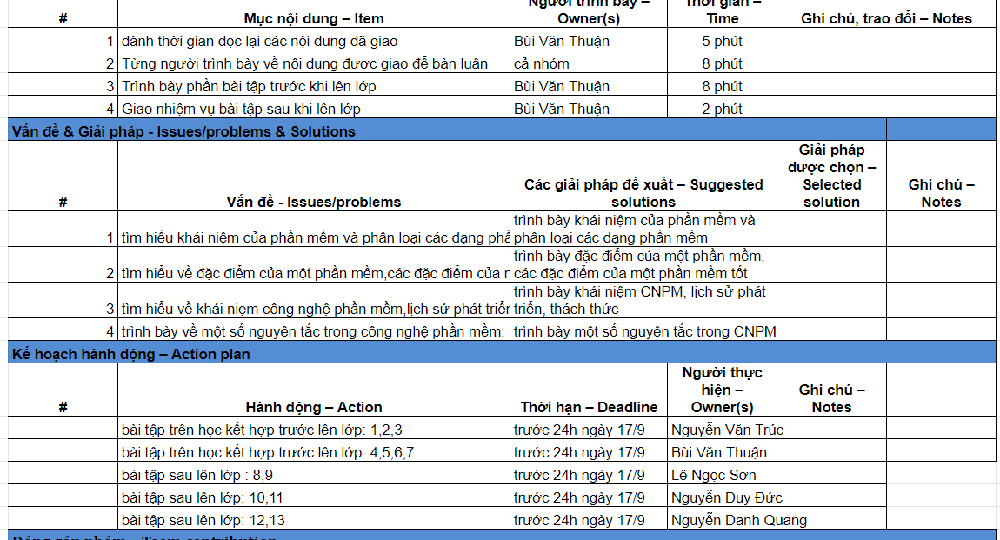 Người trình bày – Thời gian –
# Mục nội dung – Item Owner(s) Time Ghi chú, trao đổi – Notes
1 dành thời gian đọc lại các nội dung đã giao Bùi Văn Thuận 5 phút
2 Từng người trình bày về nội dung được giao để bàn luận cả nhóm 8 phút
3 Trình bày phần bài tập trước khi lên lớp Bùi Văn Thuận 8 phút
4 Giao nhiệm vụ bài tập sau khi lên lớp Bùi Văn Thuận 2 phút
Vấn đề & Giải pháp - Issues/problems & Solutions
# Vấn đề - Issues/problems
Các giải pháp đề xuất – Suggested
solutions
Giải pháp
được chọn –
Selected
solution
Ghi chú –
Notes
1 tìm hiểu khái niệm của phần mềm và phân loại các dạng
trình bày khái niệm của phần mềm và
phân loại các dạng phần mềm
2 tìm hiểu về đặc điểm của một phần mềm,các đặc điểm của
trình bày đặc điểm của một phần mềm,
các đặc điểm của một phần mềm tốt
3 tìm hiểu về khái niẹm công nghệ phần mềm,lịch sử phát triển
trình bày khái niệm CNPM, lịch sử phát
triển, thách thức
4 trình bày về một số nguyên tắc trong công nghệ phần mềm: trình bày một số nguyên tắc trong CNPM
Kế hoạch hành động – Action plan
# Hành động – Action Thời hạn – Deadline
Người thực
hiện –
Owner(s)
Ghi chú –
Notes
bài tập trên học kết hợp trước lên lớp: 1,2,3 trước 24h ngày 17/9 Nguyễn Văn Trúc
bài tập trên học kết hợp trước lên lớp: 4,5,6,7 trước 24h ngày 17/9 Bùi Văn Thuận
bài tập sau lên lớp : 8,9 trước 24h ngày 17/9 Lê Ngọc Sơn
bài tập sau lên lớp: 10,11 trước 24h ngày 17/9 Nguyễn Duy Đức
bài tập sau lên lớp: 12,13 trước 24h ngày 17/9 Nguyễn Danh Quang